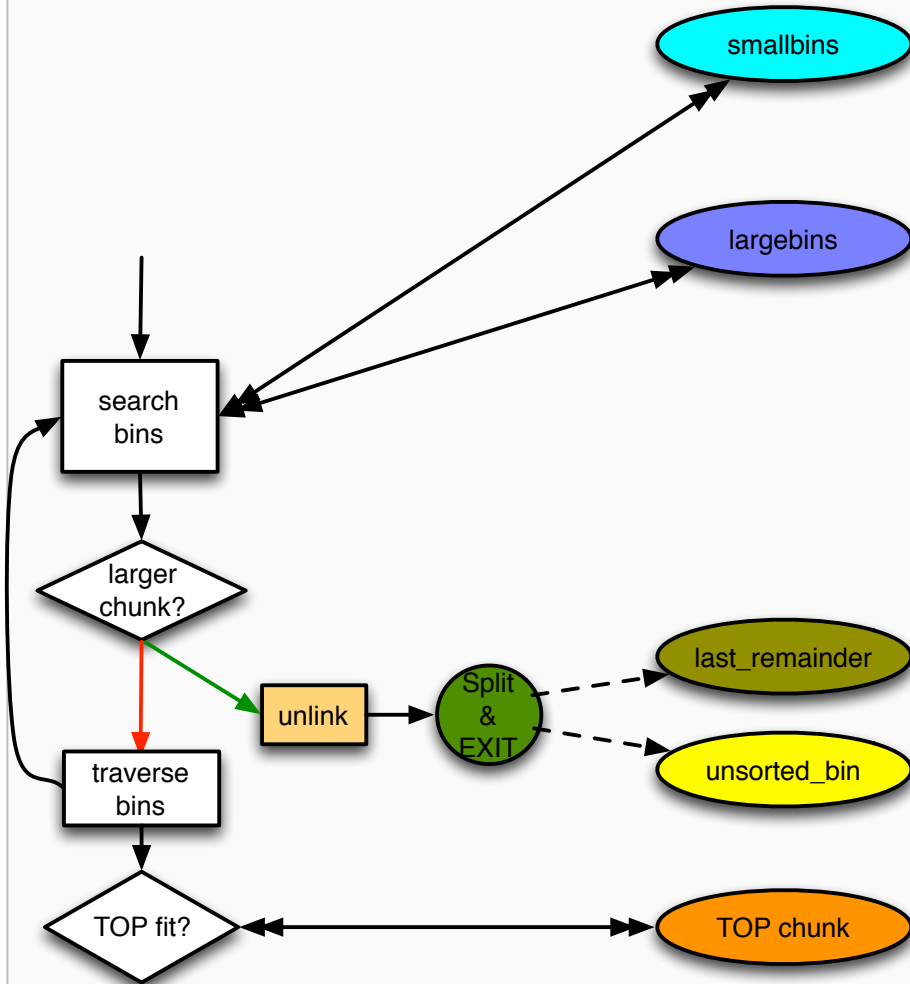 smallbins
largebins
search
bins
larger
chunk?
last_remainder
Split
&
EXIT
unlink
unsorted_bin
traverse
bins
TOP fit?
TOP chunk